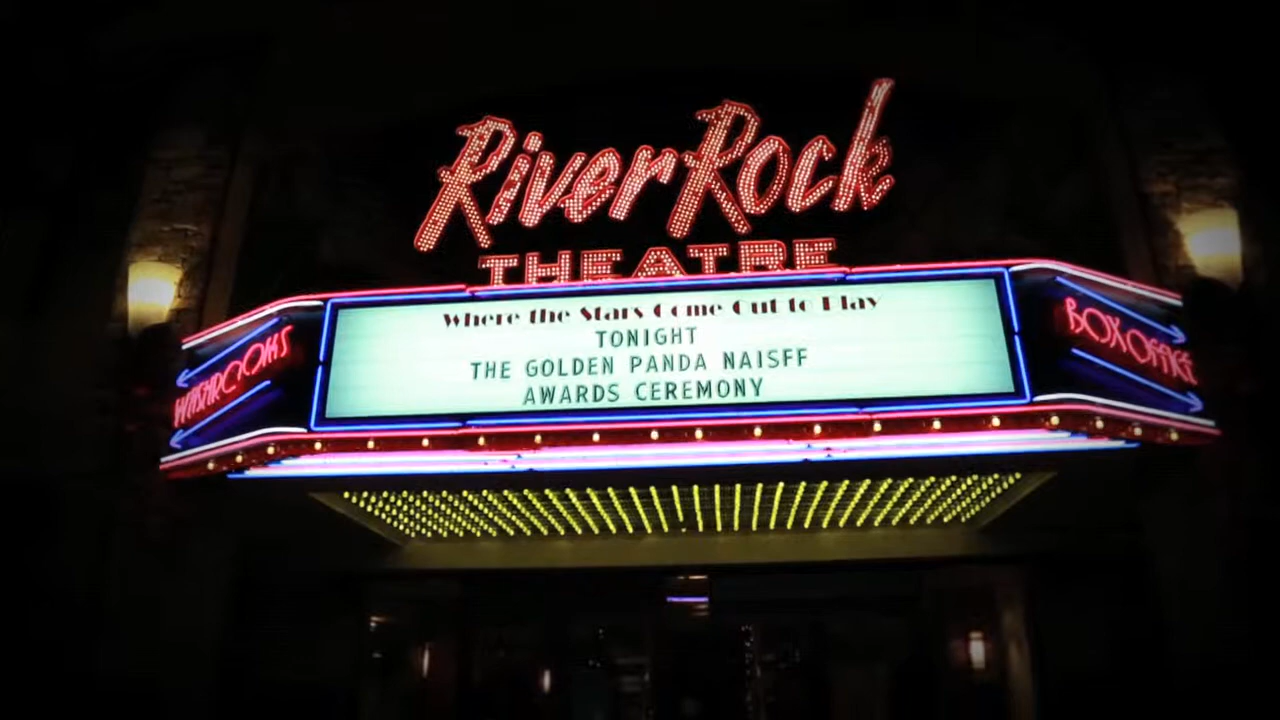 River Rock
THEATRE
Where the Stars Come Out to Play
TONIGHT
THE GOLDEN PANDA NAISFF
AWARDS CEREMONY
WASHROOMS
BOX OFFICE